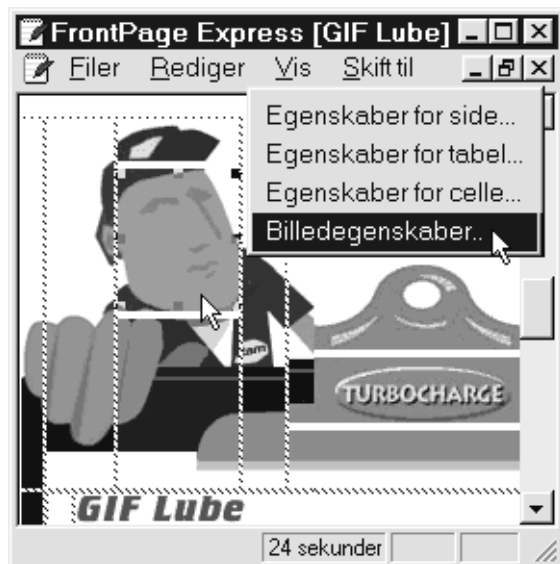 FrontPage Express [GIF Lube]
Filer Rediger Vis Skift til
Egenskaber for side...
Egenskaber for tabel...
Egenskaber for celle...
Billedegenskaber..
TURBOCHARGE
GIF Lube
24 sekunder